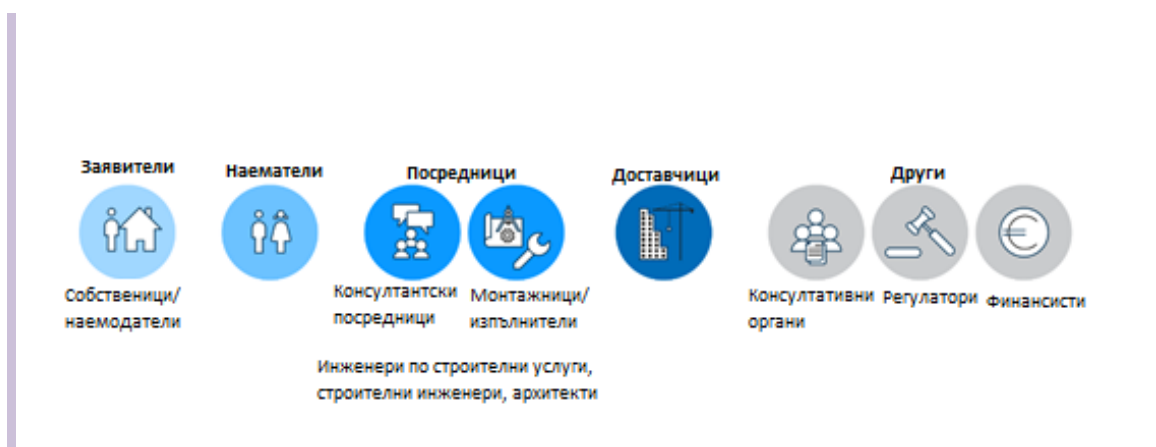 Заявители
Наематели
Посредници
Доставчици
Други
Собственици/
наемодатели
Консултантски
посредници
Монтажници/
изпълнители
Консултативни
органи
Регулатори
Финансисти
Инженери по строителни услуги,
строителни инженери, архитекти